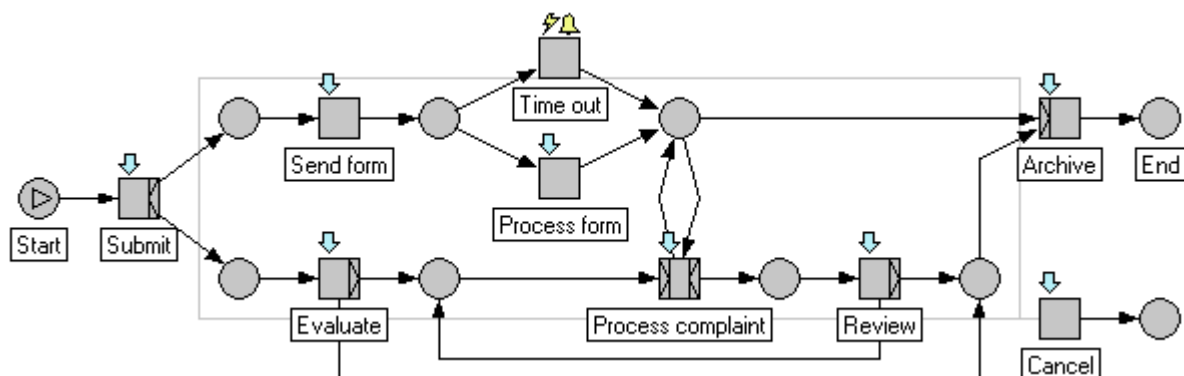 Time out
Send form
Archive
End
Process form
Start
Submit
Evaluate
Process complaint
Review
Cancel